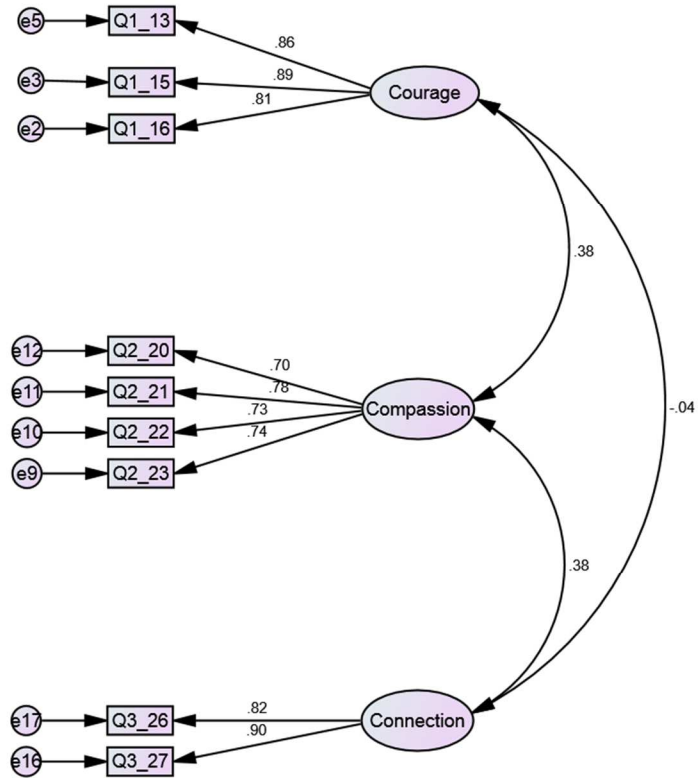 e5 Q1_13
.86
e3 Q1_15
.89
Courage
.81
e2 Q1_16
.38
e12 Q2_20
.70
e11 Q2_21
.78
Compassion
-.04
.73
e10 Q2_22
.74
e9 Q2_23
.38
e17 Q3_26
.82
Connection
.90
e16 Q3_27